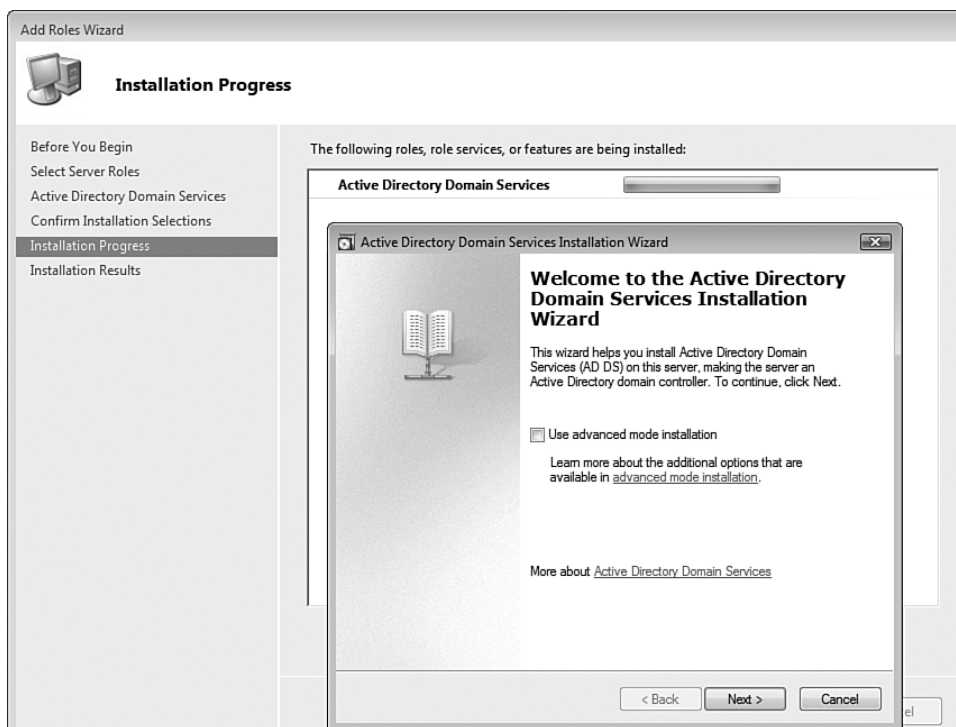 Add Roles Wizard
Installation Progress
Before You Begin
Select Server Roles
Active Directory Domain Services
Confirm Installation Selections
Installation Progress
Installation Results
The following roles, role services, or features are being installed:
Active Directory Domain Services
Active Directory Domain Services Installation Wizard
Welcome to the Active Directory
Domain Services Installation
Wizard
This wizard helps you install Active Directory Domain
Services (AD DS) on this server, making the server an
Active Directory domain controller. To continue, click Next.
Use advanced mode installation
Learn more about the additional options that are
available in advanced mode installation.
More about Active Directory Domain Services
< Back Next > Cancel
el